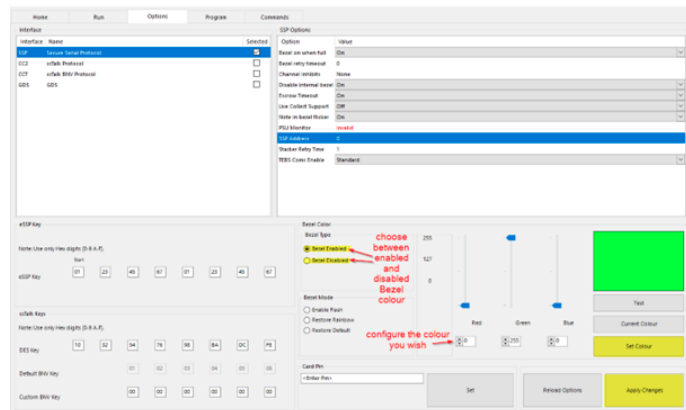 Home Run Options Program Commands
Interface
Interface Name Selected
SSP Secure Serial Protocol
CC2 ccTalk Protocol
CCT ccTalk BNV Protocol
GDS GDS
SSP Options
Option Value
Bezel on when full On
Bezel retry timeout 0
Channel Inhibits None
Disable internal bezel On
Escrow Timeout On
Use Collect Support Off
Note in bezel flicker On
PSU Monitor Invalid
SSP Address 0
Stacker Retry Time 1
TEBS Comm Enable Standard
eSSP Key
Note: Use only Hex digits (0-9 A-F).
Start
eSSP Key 01 23 45 67 01 23 45 67
ccTalk Keys
Note: Use only Hex digits (0-9 A-F).
DES Key 10 32 54 76 98 BA DC FE
Default BNV Key 01 02 03 04 05 06
Custom BNV Key 00 00 00 00 00 00
Bezel Color
Bezel Type
Bezel Enabled
Bezel Disabled
choose
between
enabled
and
disabled
Bezel
colour
Bezel Mode
Enable Flash
Restore Rainbow
Restore Default
configure the colour
you wish
255
127
0
Red Green Blue
0 255 0
Test
Current Colour
Set Colour
Card Pin
<Enter Pin>
Set
Reload Options
Apply Changes